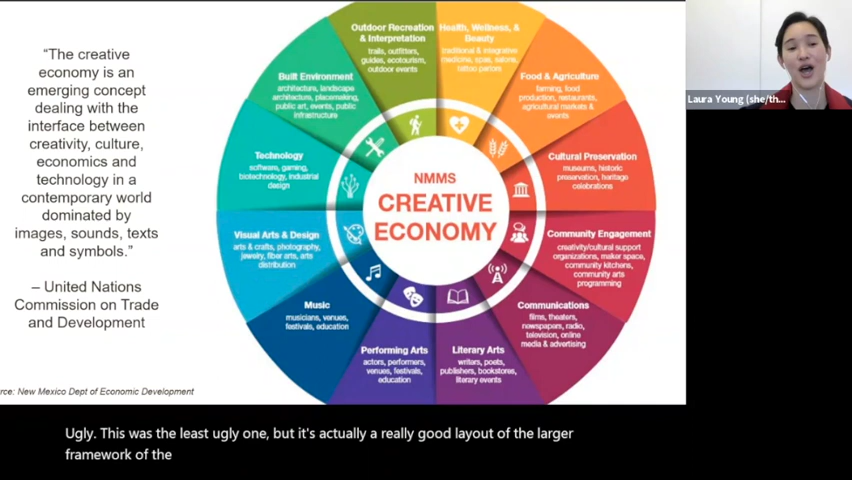 “The creative
economy is an
emerging concept
dealing with the
interface between
creativity, culture,
economics and
technology in a
contemporary world
dominated by
images, sounds, texts
and symbols.”
– United Nations
Commission on Trade
and Development
rce: New Mexico Dept of Economic Development
NMMS
CREATIVE
ECONOMY
Outdoor Recreation
& Interpretation
trails, outfitters,
guides, ecotourism,
outdoor events
Health, Wellness, &
Beauty
traditional & integrative
medicine, spas, salons,
tattoo parlors
Food & Agriculture
farming, food
production, restaurants,
agricultural markets &
events
Cultural Preservation
museums, historic
preservation, heritage
celebrations
Community Engagement
creativity/cultural support
organizations, maker space,
community kitchens,
community arts
programming
Communications
films, theaters,
newspapers, radio,
television, online
media & advertising
Literary Arts
writers, poets,
publishers, bookstores,
literary events
Performing Arts
actors, performers,
venues, festivals,
education
Music
musicians, venues,
festivals, education
Visual Arts & Design
arts & crafts, photography,
jewelry, fiber arts, arts
distribution
Technology
software, gaming,
biotechnology, industrial
design
Built Environment
architecture, landscape
architecture, placemaking,
public art, events, public
infrastructure
Laura Young (she/th...
Ugly. This was the least ugly one, but it's actually a really good layout of the larger
framework of the